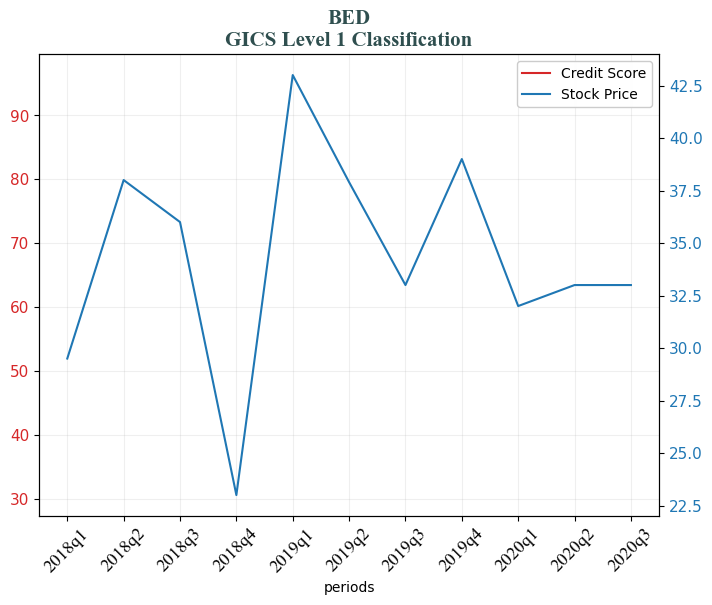 BED
GICS Level 1 Classification
Credit Score
Stock Price
90
80
70
60
50
40
30
42.5
40.0
37.5
35.0
32.5
30.0
27.5
25.0
22.5
2018q1
2018q2
2018q3
2018q4
2019q1
2019q2
2019q3
2019q4
2020q1
2020q2
2020q3
periods